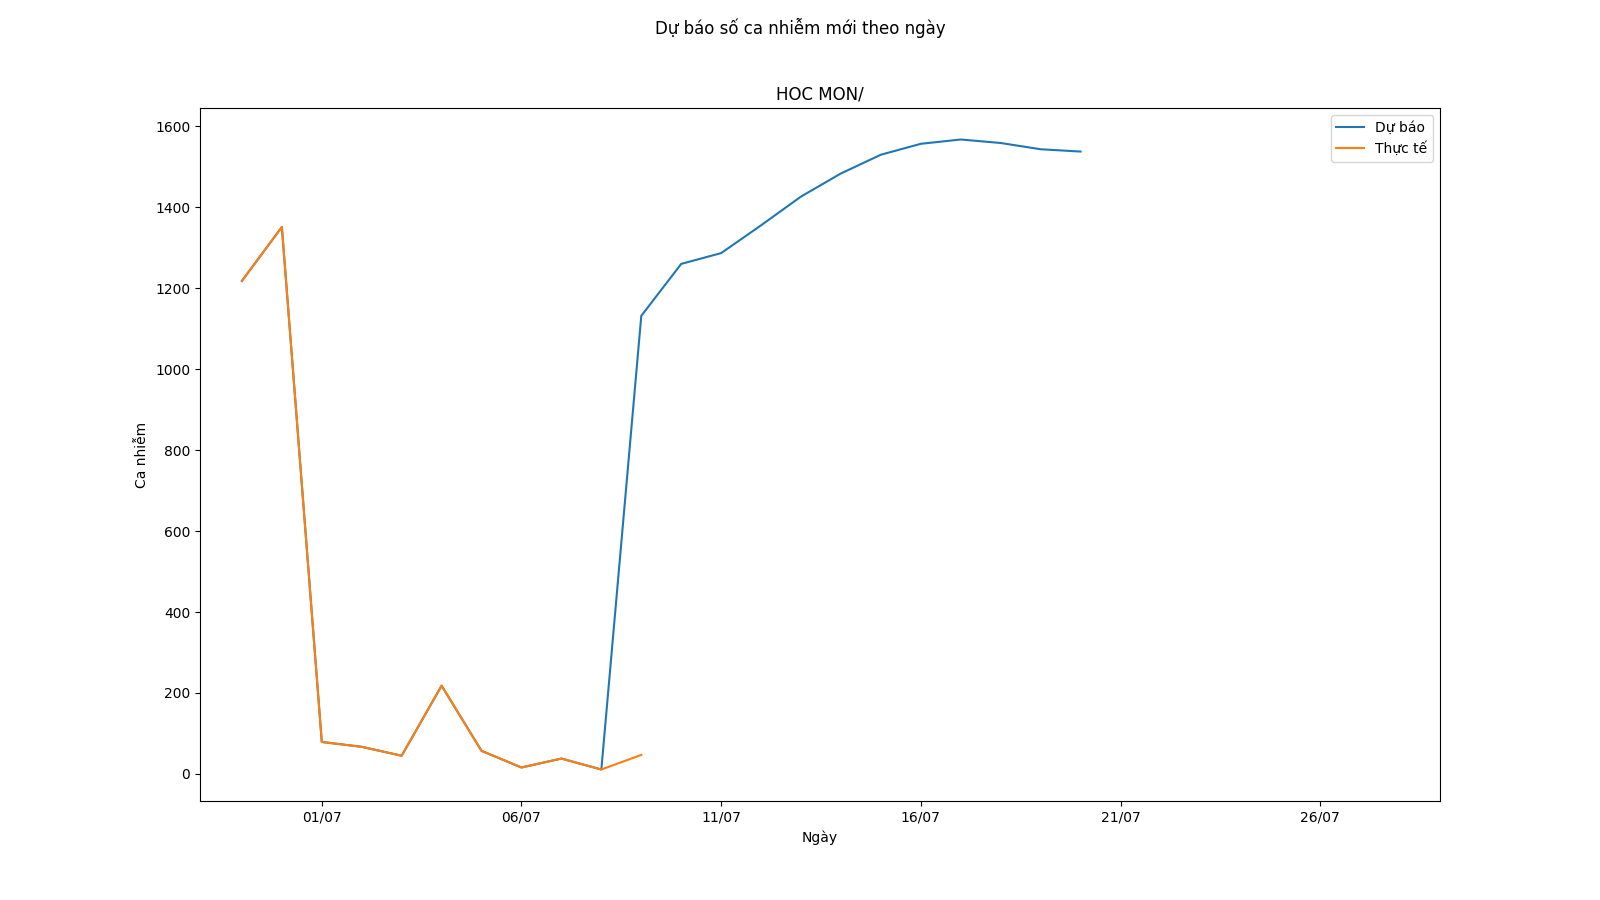 Dự báo số ca nhiễm mới theo ngày
HOC MON/
Dự báo
Thực tế
1600
1400
1200
1000
800
600
400
200
0
Ca nhiễm
01/07
06/07
11/07
16/07
21/07
26/07
Ngày